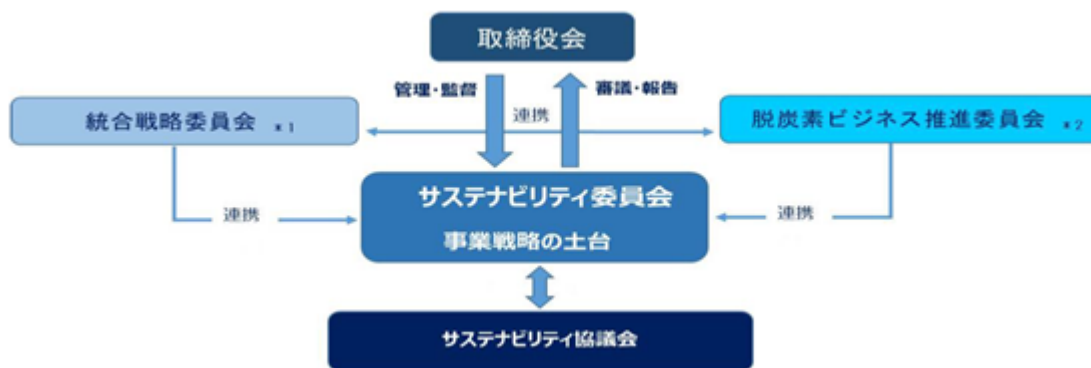 取締役会
管理・監督
審議・報告
連携
統合戦略委員会 *1
脱炭素ビジネス推進委員会 *2
サステナビリティ委員会
事業戦略の土台
連携
連携
サステナビリティ協議会